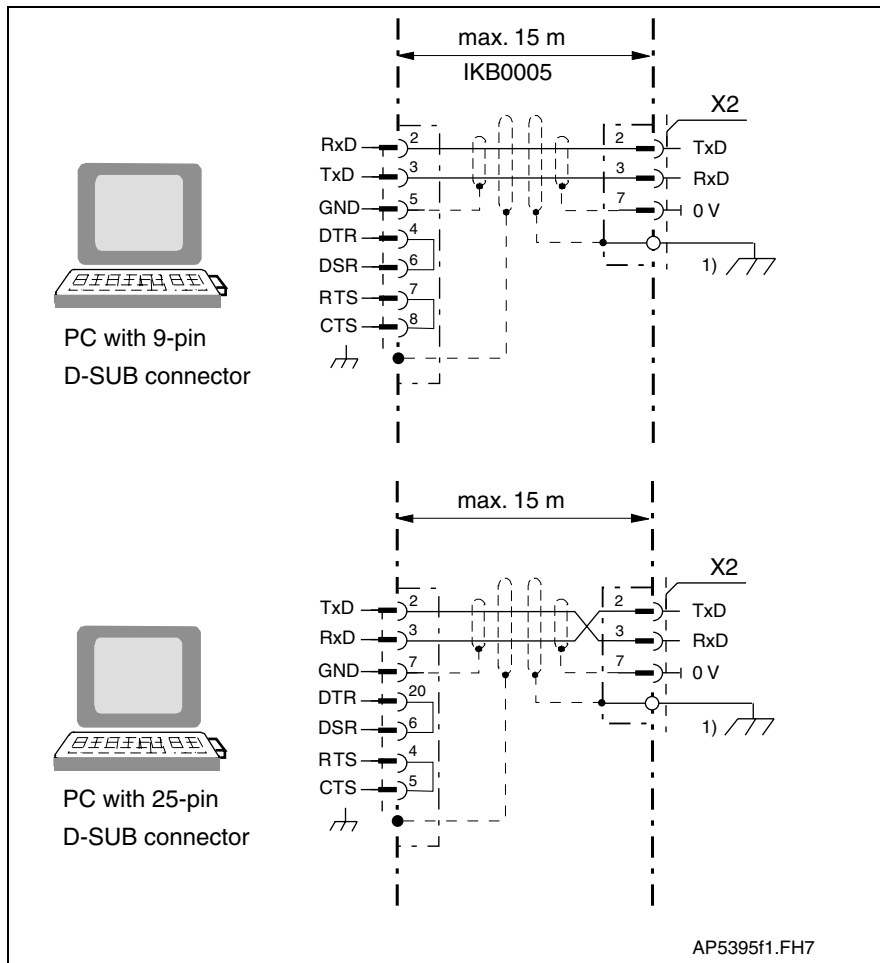 max. 15 m
IKB0005
X2
RxD 2 2 TxD
TxD 3 3 RxD
GND 5 7 0 V
DTR 4
DSR 6 1)
RTS 7
CTS 8
PC with 9-pin
D-SUB connector
max. 15 m
X2
TxD 2 2 TxD
RxD 3 3 RxD
GND 7 7 0 V
DTR 20
DSR 6 1)
RTS 4
CTS 5
PC with 25-pin
D-SUB connector
AP5395f1.FH7